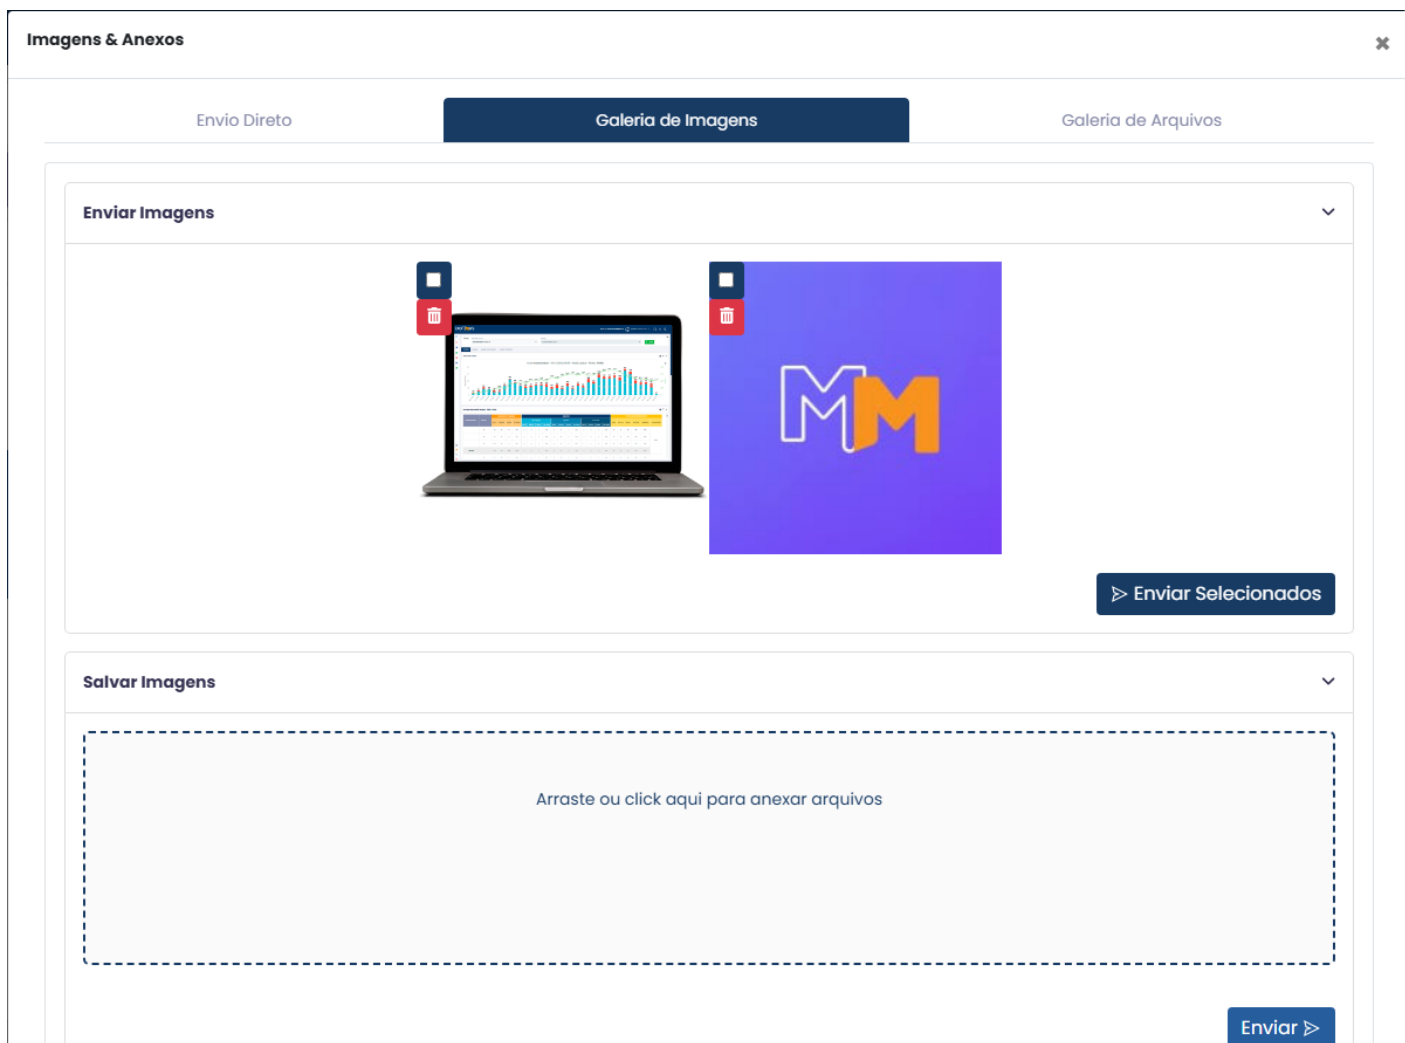 Imagens & Anexos
Envio Direto
Galeria de Imagens
Galeria de Arquivos
Enviar Imagens
MM
Enviar Selecionados
Salvar Imagens
Arraste ou click aqui para anexar arquivos
Enviar